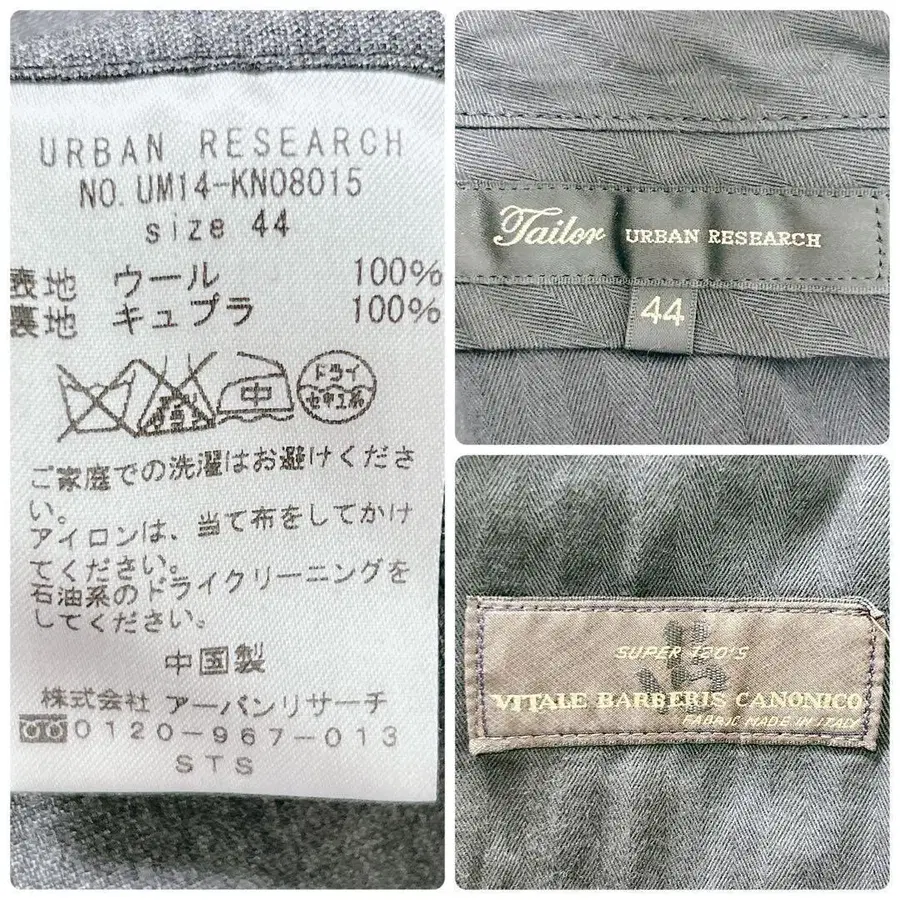 URBAN RESEARCH
NO. UM14-KN08015
size 44
表地 ウール 100%
裏地 キュプラ 100%
中
ドライ
セキユ系
ご家庭での洗濯はお避けくださ
い。
アイロンは、当て布をしてかけ
てください。
石油系のドライクリーニングを
してください。
中国製
株式会社 アーバンリサーチ
0120-967-013
STS
Tailor URBAN RESEARCH
44
SUPER 120'S
VITALE BARBERIS CANONICO
FABRIC MADE IN ITALY